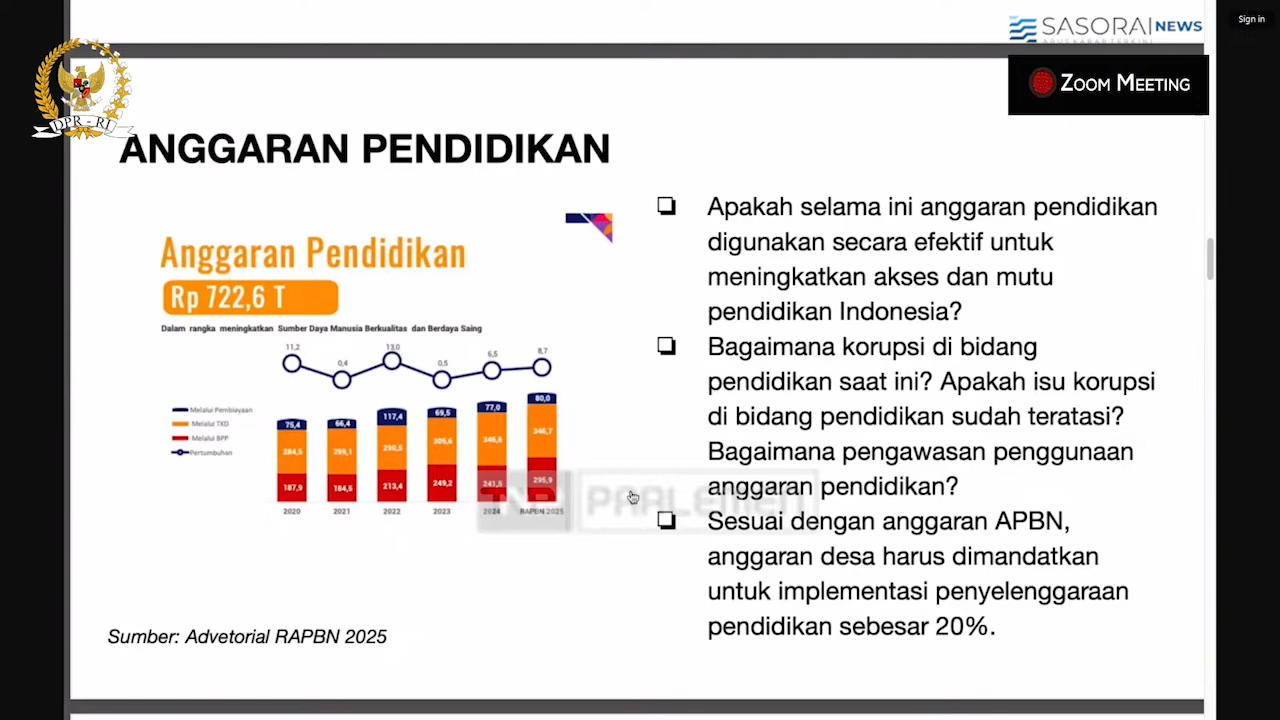 Sign in
SASORAI NEWS
ZOOM MEETING
DPR - RI
ANGGARAN PENDIDIKAN
Anggaran Pendidikan
Rp 722,6 T
Dalam rangka meningkatkan Sumber Daya Manusia Berkualitas dan Berdaya Saing
11,2 0,4 13,0 0,5 6,5 8,7
Melalui Pembiayaan
Melalui TKD
Melalui BPP
Pertumbuhan
75,4 66,4 117,4 69,5 77,0 80,0
284,5 299,1 290,5 305,6 346,6 346,7
187,9 184,5 213,4 249,2 241,5 295,9
2020 2021 2022 2023 2024 RAPBN 2025
Sumber: Advetorial RAPBN 2025
Apakah selama ini anggaran pendidikan
digunakan secara efektif untuk
meningkatkan akses dan mutu
pendidikan Indonesia?
Bagaimana korupsi di bidang
pendidikan saat ini? Apakah isu korupsi
di bidang pendidikan sudah teratasi?
Bagaimana pengawasan penggunaan
anggaran pendidikan?
Sesuai dengan anggaran APBN,
anggaran desa harus dimandatkan
untuk implementasi penyelenggaraan
pendidikan sebesar 20%.
PARLEMEN